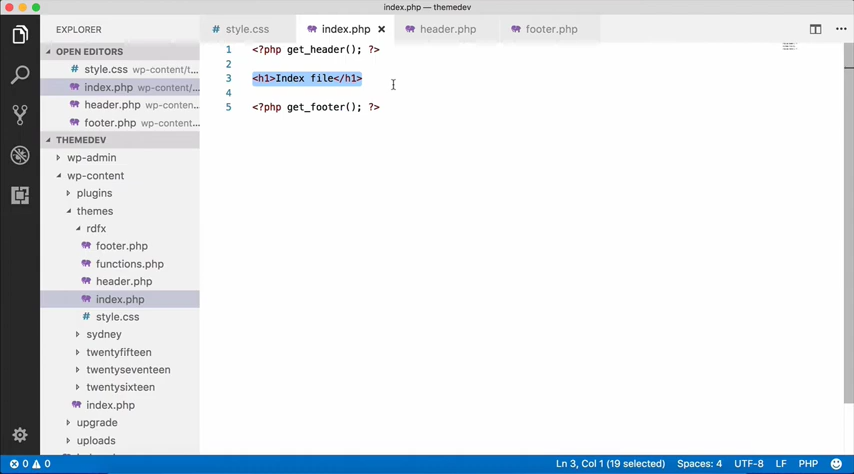 index.php — themedev
EXPLORER
OPEN EDITORS
# style.css wp-content/t...
index.php wp-content/...
header.php wp-content...
footer.php wp-content...
THEMEDEV
wp-admin
wp-content
plugins
themes
rdfx
footer.php
functions.php
header.php
index.php
# style.css
sydney
twentyfifteen
twentyseventeen
twentysixteen
index.php
upgrade
uploads
# style.css
index.php
header.php
footer.php
1 <?php get_header(); ?>
2
3 <h1>Index file</h1>
4
5 <?php get_footer(); ?>
0 0
Ln 3, Col 1 (19 selected)
Spaces: 4
UTF-8
LF
PHP